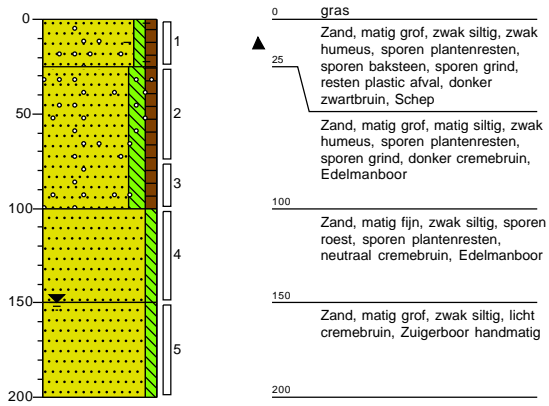 0
50
100
150
200
1
2
3
4
5
0
gras
Zand, matig grof, zwak siltig, zwak
humeus, sporen plantenresten,
sporen baksteen, sporen grind,
resten plastic afval, donker
zwartbruin, Schep
25
Zand, matig grof, matig siltig, zwak
humeus, sporen plantenresten,
sporen grind, donker cremebruin,
Edelmanboor
100
Zand, matig fijn, zwak siltig, sporen
roest, sporen plantenresten,
neutraal cremebruin, Edelmanboor
150
Zand, matig grof, zwak siltig, licht
cremebruin, Zuigerboor handmatig
200